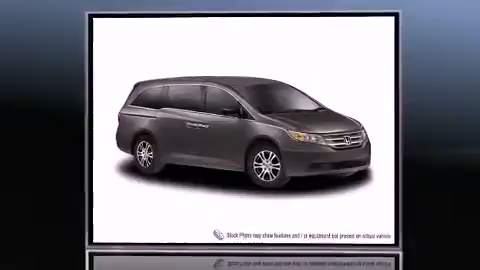 Stock Photo may show features and / or equipment not present on actual vehicle